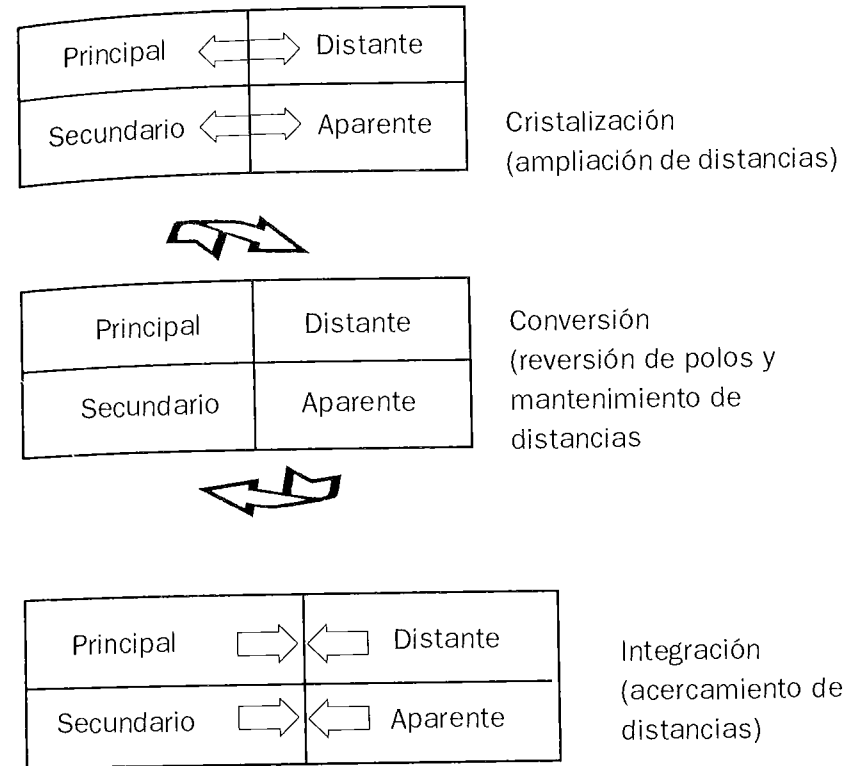 Principal Distante
Secundario Aparente
Cristalización
(ampliación de distancias)
Principal Distante
Secundario Aparente
Conversión
(reversión de polos y
mantenimiento de
distancias
Principal Distante
Secundario Aparente
Integración
(acercamiento de
distancias)